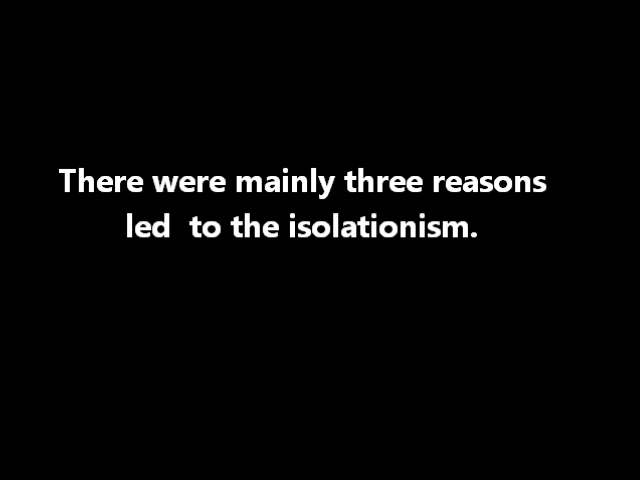 There were mainly three reasons
led  to the isolationism.